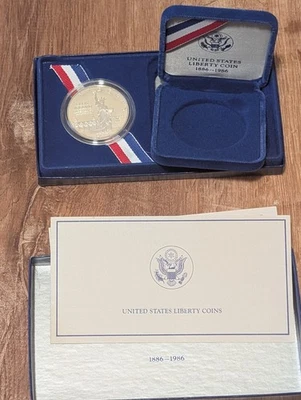 UNITED STATES
LIBERTY COIN
1886-1986
UNITED STATES LIBERTY COINS
1886-1986